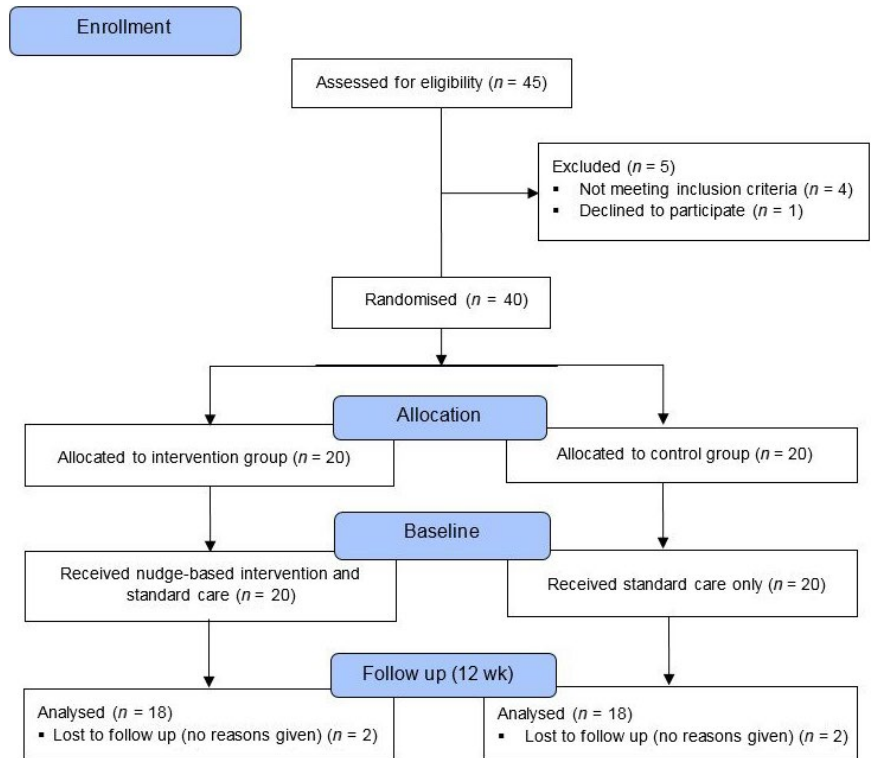 Enrollment
Assessed for eligibility (n = 45)
Excluded (n = 5)
▪ Not meeting inclusion criteria (n = 4)
▪ Declined to participate (n = 1)
Randomised (n = 40)
Allocation
Allocated to intervention group (n = 20)
Allocated to control group (n = 20)
Baseline
Received nudge-based intervention and
standard care (n = 20)
Received standard care only (n = 20)
Follow up (12 wk)
Analysed (n = 18)
▪ Lost to follow up (no reasons given) (n = 2)
Analysed (n = 18)
▪ Lost to follow up (no reasons given) (n = 2)